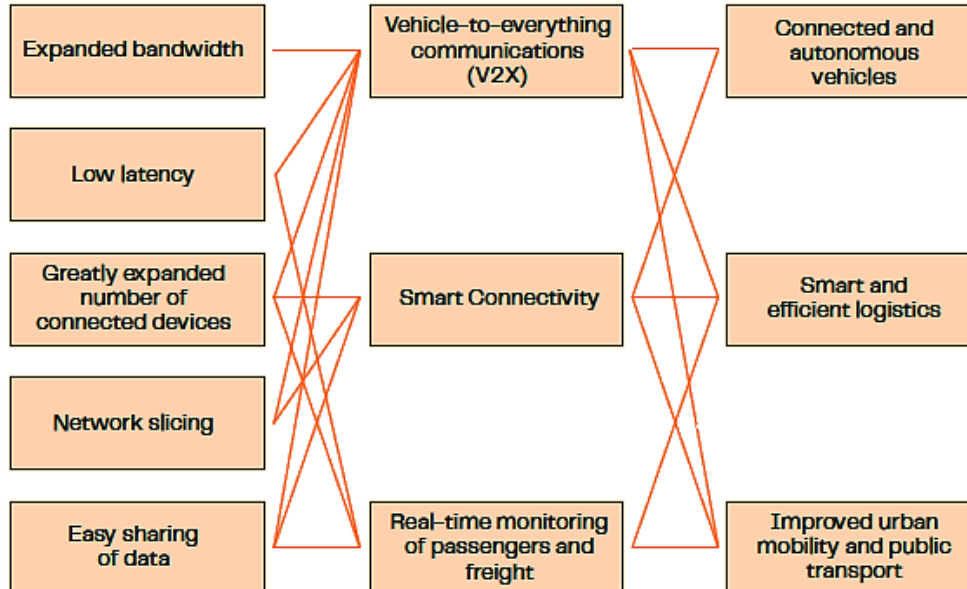 Expanded bandwidth
Low latency
Greatly expanded
number of
connected devices
Network slicing
Easy sharing
of data
Vehicle-to-everything
communications
(V2X)
Smart Connectivity
Real-time monitoring
of passengers and
freight
Connected and
autonomous
vehicles
Smart and
efficient logistics
Improved urban
mobility and public
transport